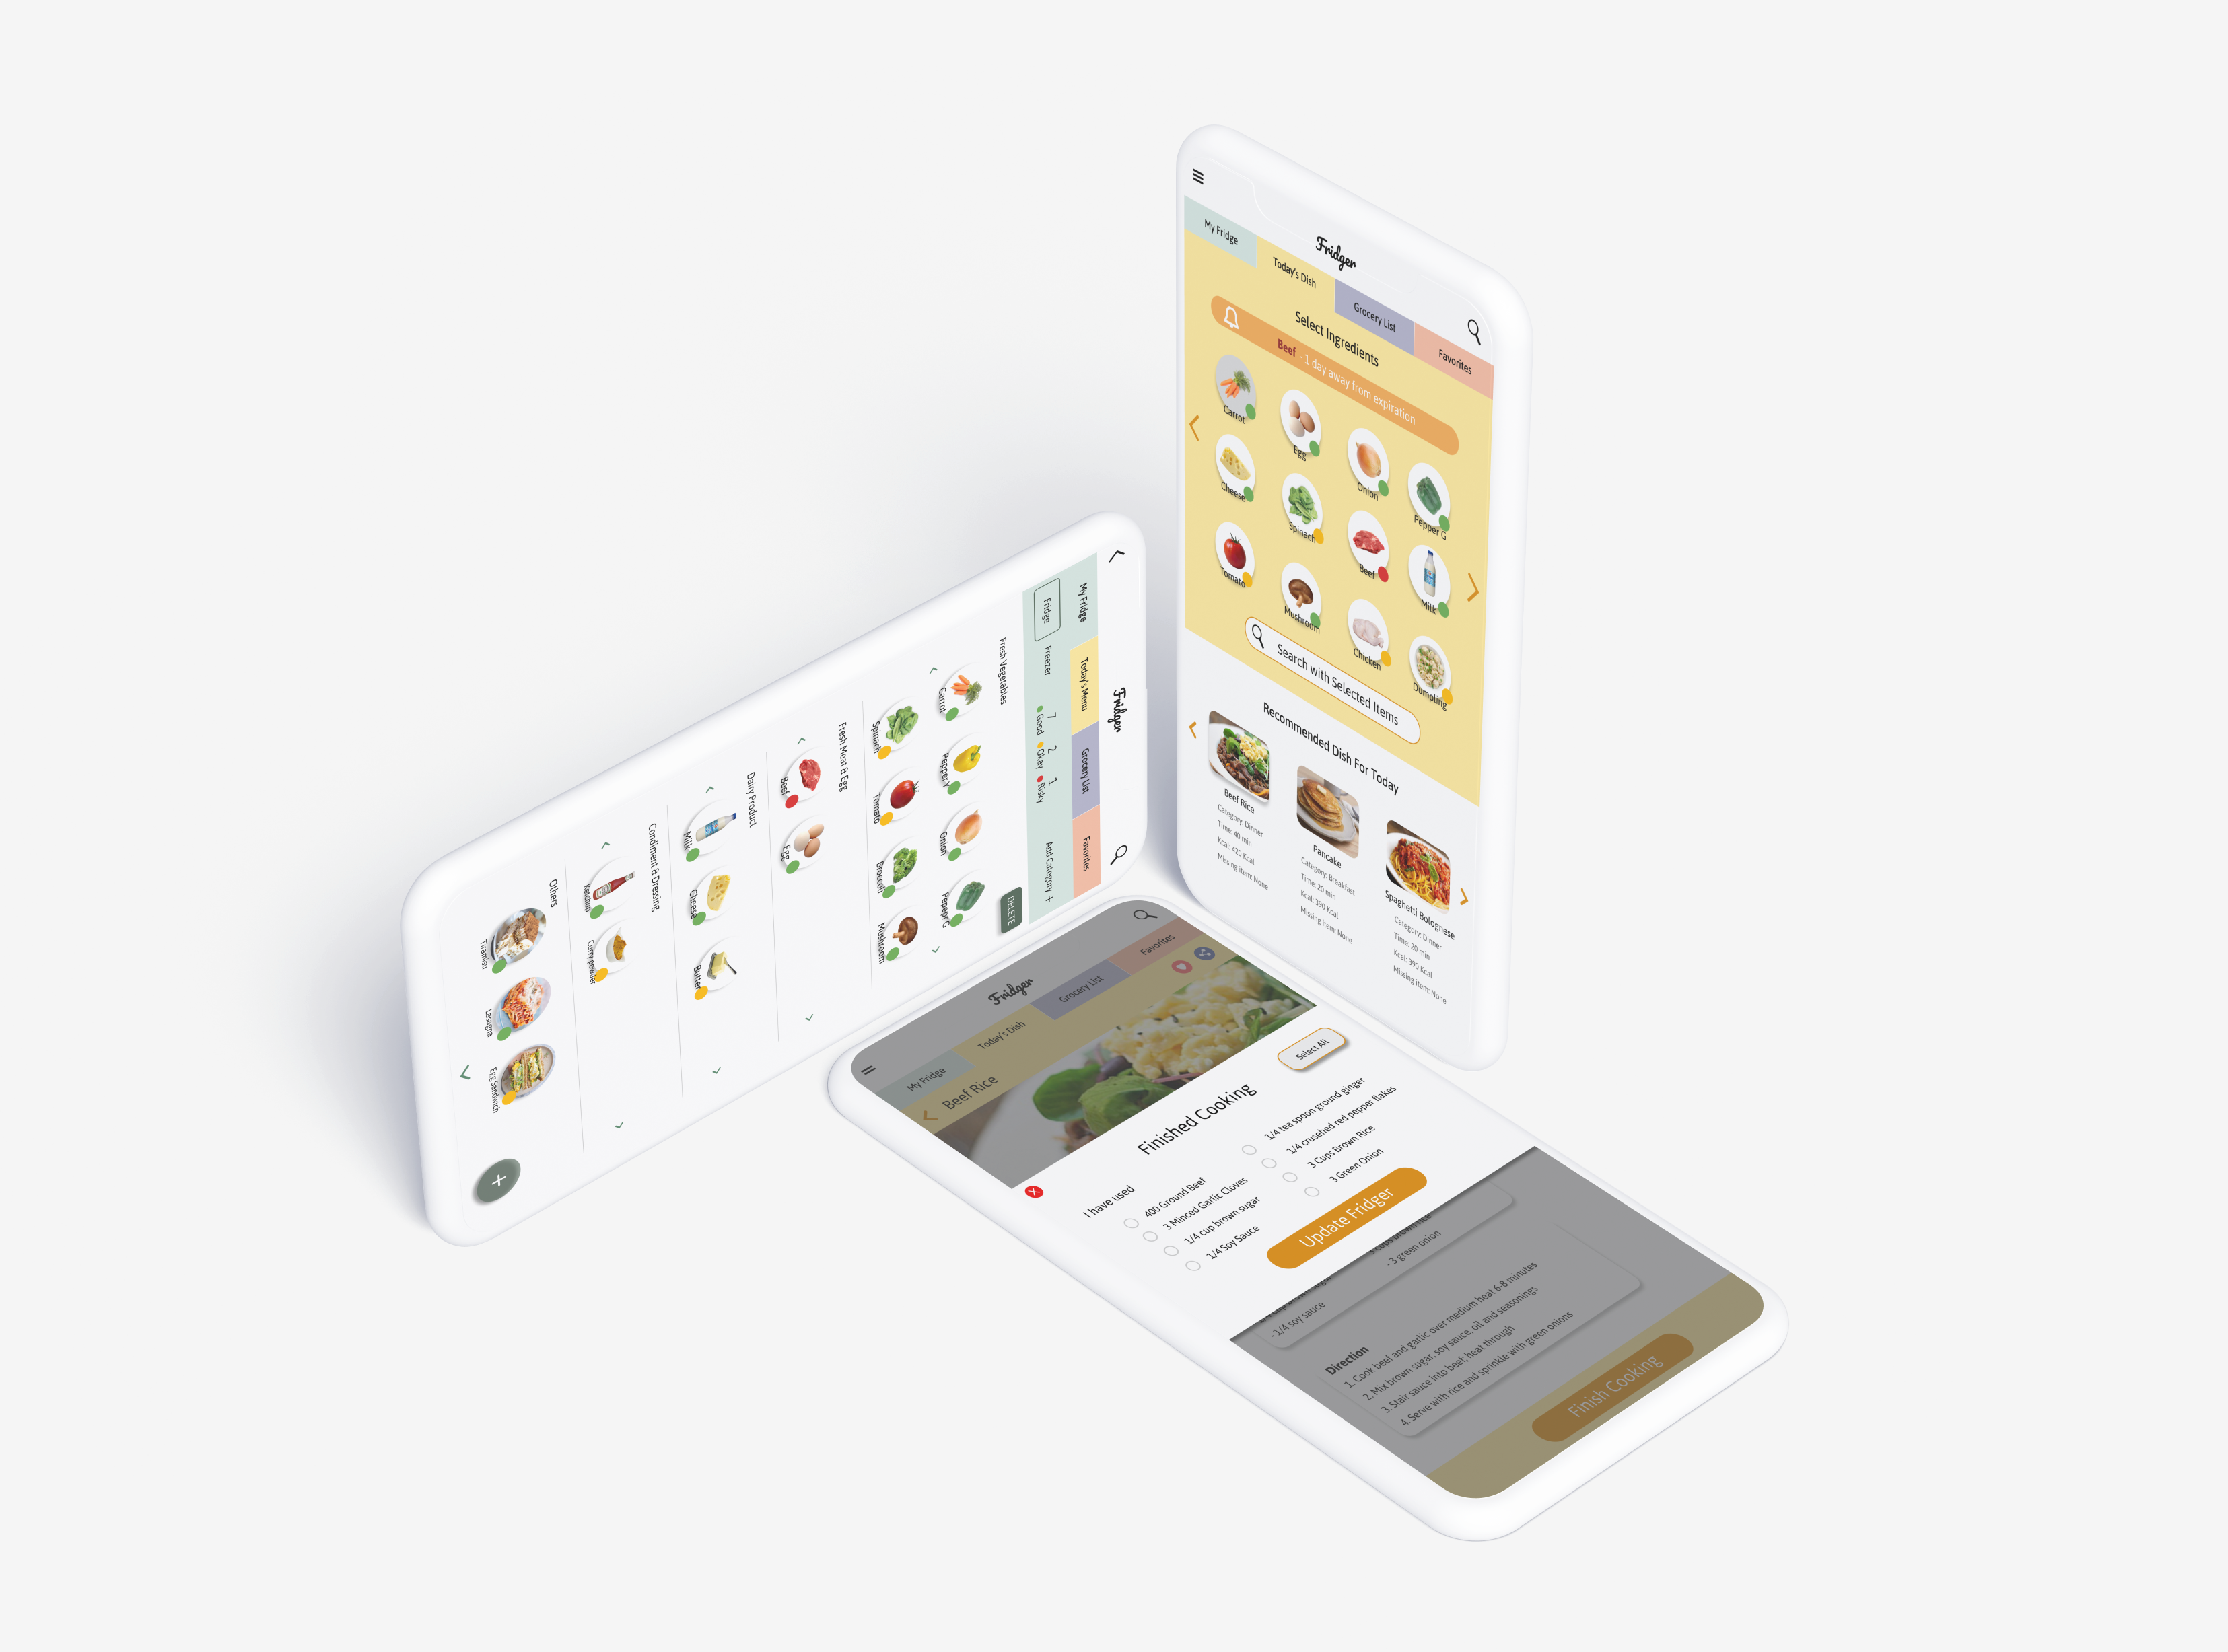 Fridger
My Fridge
Today's Dish
Grocery List
Favorites
Select Ingredients
Beef - 1 day away from expiration
Carrot
Egg
Onion
Pepper G
Cheese
Spinach
Beef
Milk
Tomato
Mushroom
Chicken
Dumpling
Search with Selected Items
Recommended Dish For Today
Beef Rice
Category: Dinner
Time: 40 min
Kcal: 420 Kcal
Missing item: None
Pancake
Category: Breakfast
Time: 20 min
Kcal: 390 Kcal
Missing item: None
Spaghetti Bolognese
Category: Dinner
Time: 20 min
Kcal: 390 Kcal
Missing item: None
Fridger
My Fridge
Today's Menu
Grocery List
Favorites
Fridge
Freezer
7
Good
2
Okay
1
Risky
Add Category +
DELETE
Fresh Vegetables
Carrot
Pepper Y
Onion
Pepepr G
Spinach
Tomato
Broccoli
Mushroom
Fresh Meat & Egg
Beef
Egg
Dairy Product
Milk
Cheese
Butter
Condiment & Dressing
Ketchup
Curry powder
Others
Tiramisu
Lasagna
Egg Sandwich
+
Fridger
My Fridge
Today's Dish
Grocery List
Favorites
Beef Rice
X
Finished Cooking
Select All
I have used
400 Ground Beef
3 Minced Garlic Cloves
1/4 cup brown sugar
1/4 Soy Sauce
1/4 tea spoon ground ginger
1/4 crusehed red pepper flakes
3 Cups Brown Rice
3 Green Onion
Update Fridger
- 1/4 soy sauce
- 3 green onion
Direction
1. Cook beef and garlic over medium heat 6-8 minutes
2. Mix brown sugar, soy sauce, oil and seasonings
3. Stair sauce into beef; heat through
4. Serve with rice and sprinkle with green onions
Finish Cooking